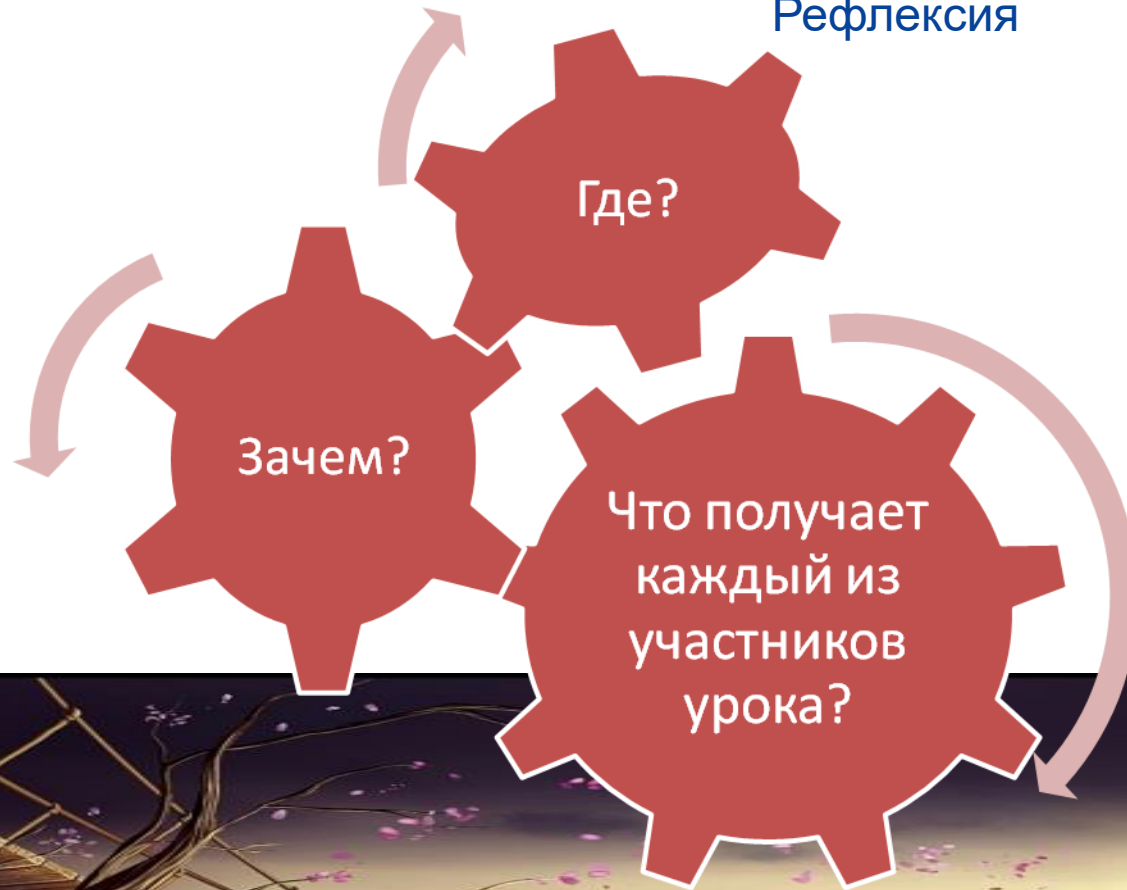 Рефлексия
Где?
Зачем?
Что получает
каждый из
участников
урока?